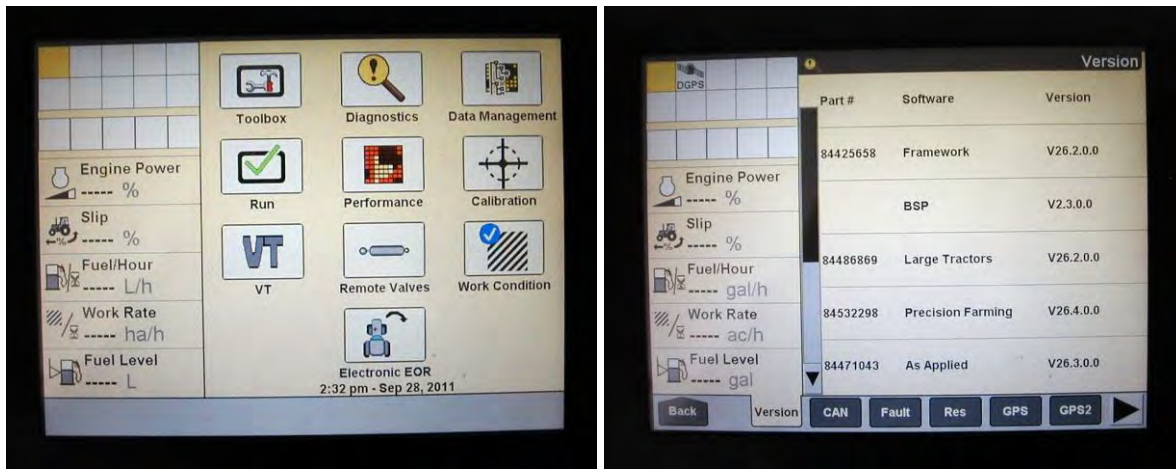 Toolbox
Diagnostics
Data Management
Engine Power
----- %
Run
Performance
Calibration
Slip
----- %
Fuel/Hour
----- L/h
VT
VT
Remote Valves
Work Condition
Work Rate
----- ha/h
Fuel Level
----- L
Electronic EOR
2:32 pm - Sep 28, 2011
DGPS
Version
Part # Software Version
84425658 Framework V26.2.0.0
BSP V2.3.0.0
84486869 Large Tractors V26.2.0.0
84532298 Precision Farming V26.4.0.0
84471043 As Applied V26.3.0.0
Engine Power
----- %
Slip
----- %
Fuel/Hour
----- gal/h
Work Rate
----- ac/h
Fuel Level
----- gal
Back Version CAN Fault Res GPS GPS2